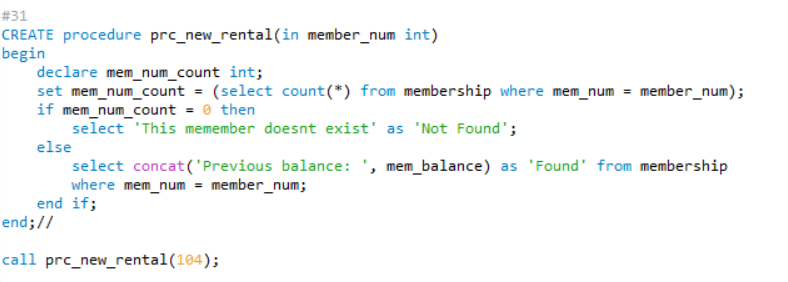 #31
CREATE procedure prc_new_rental(in member_num int)
begin
declare mem_num_count int;
set mem_num_count = (select count(*) from membership where mem_num = member_num);
if mem_num_count = 0 then
select 'This memember doesnt exist' as 'Not Found';
else
select concat('Previous balance: ', mem_balance) as 'Found' from membership
where mem_num = member_num;
end if;
end;//
call prc_new_rental(104);